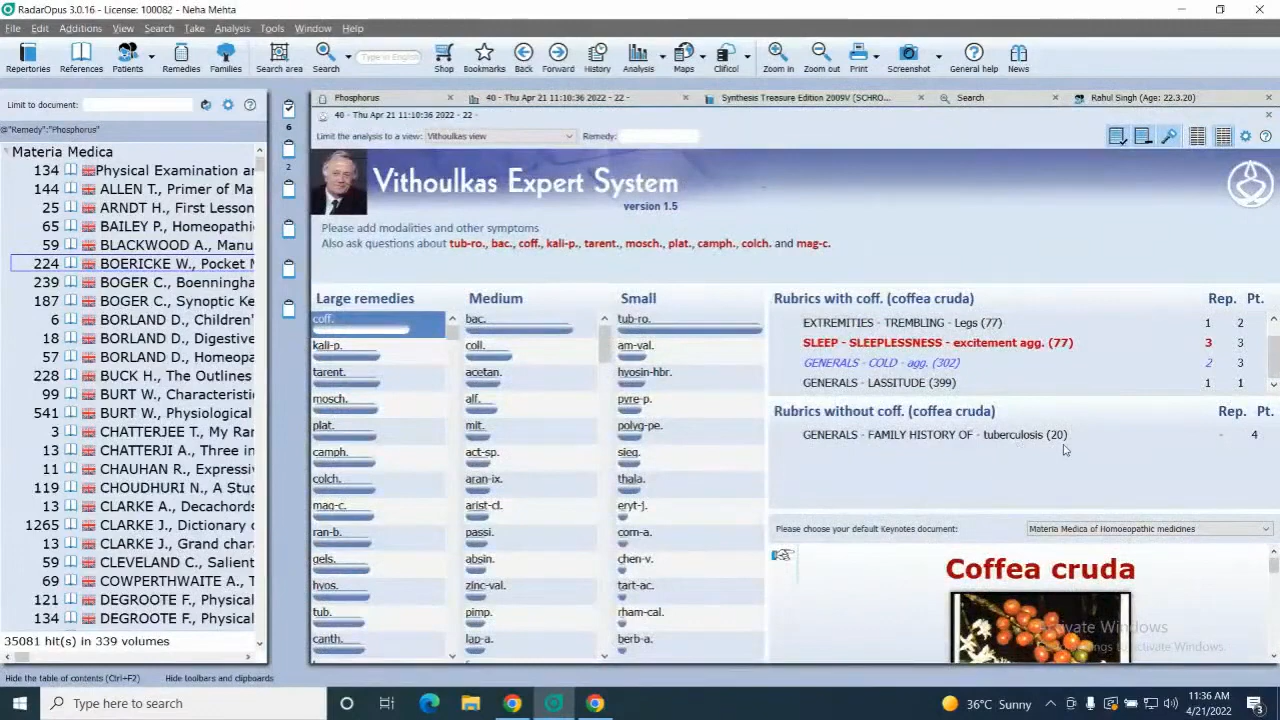 RadarOpus 3.0.16 - License: 100082 - Neha Mehta
File Edit Additions View Search Take Analysis Tools Window Help
Repertories References Patients Remedies Families Search area Search Type in English Shop Bookmarks Back Forward History Analysis Maps Clificol Zoom in Zoom out Print Screenshot General help News
Limit to document:
@"Remedy":"Phosphorus"
Materia Medica
134 Physical Examination an
144 ALLEN T., Primer of Ma
25 ARNDT H., First Lesson
65 BAILEY P., Homeopathi
59 BLACKWOOD A., Manu
224 BOERICKE W., Pocket M
239 BOGER C., Boenningha
187 BOGER C., Synoptic Ke
6 BORLAND D., Children'
18 BORLAND D., Digestive
57 BORLAND D., Homeopa
228 BUCK H., The Outlines
99 BURT W., Characteristic
541 BURT W., Physiological
3 CHATTERJEE T., My Ran
13 CHATTERJI A., Three in
11 CHAUHAN R., Expressiv
119 CHOUDHURI N., A Stud
13 CLARKE A., Decachords
1265 CLARKE J., Dictionary o
13 CLARKE J., Grand char
59 CLEVELAND C., Salient
69 COWPERTHWAITE A., T
121 DEGROOTE F., Physical
134 DEGROOTE F., Physical
35081 hit(s) in 339 volumes
6
2
Phosphorus
40 - Thu Apr 21 11:10:36 2022 - 22 -
Synthesis Treasure Edition 2009V (SCHRO...
Search
Rahul Singh (Age: 22.3.20)
40 - Thu Apr 21 11:10:36 2022 - 22 -
Limit the analysis to a view: Vithoulkas view Remedy:
Vithoulkas Expert System
version 1.5
Please add modalities and other symptoms
Also ask questions about tub-ro., bac., coff., kali-p., tarent., mosch., plat., camph., colch. and mag-c.
Large remedies
coff.
kali-p.
tarent.
mosch.
plat.
camph.
colch.
mag-c.
ran-b.
gels.
hyos.
tub.
canth.
Medium
bac.
coll.
acetan.
alf.
mlt.
act-sp.
aran-ix.
arist-cl.
passi.
absin.
zinc-val.
pimp.
lap-a.
Small
tub-ro.
am-val.
hyosin-hbr.
pyre-p.
polyg-pe.
sieg.
thala.
eryt-j.
com-a.
chen-v.
tart-ac.
rham-cal.
berb-a.
Rubrics with coff. (coffea cruda) Rep. Pt.
EXTREMITIES - TREMBLING - Legs (77) 1 2
SLEEP - SLEEPLESSNESS - excitement agg. (77) 3 3
GENERALS - COLD - agg. (302) 2 3
GENERALS - LASSITUDE (399) 1 1
Rubrics without coff. (coffea cruda) Rep. Pt.
GENERALS - FAMILY HISTORY OF - tuberculosis (20) - 4
Please choose your default Keynotes document: Materia Medica of Homoeopathic medicines
Coffea cruda
Activate Windows
to activate Windows.
Hide the table of contents (Ctrl+F2) Hide toolbars and clipboards
Type here to search
36°C Sunny
11:36 AM
4/21/2022
3